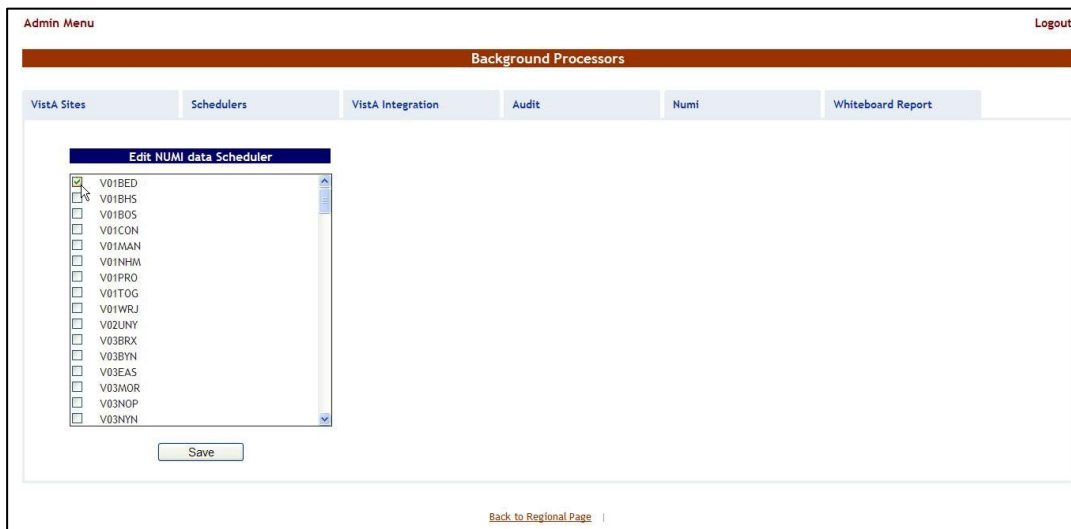 Admin Menu Logout
Background Processors
VistA Sites Schedulers VistA Integration Audit Numi Whiteboard Report
Edit NUMI data Scheduler
V01BED
V01BHS
V01BOS
V01CON
V01MAN
V01NHM
V01PRO
V01TOG
V01WRJ
V02UNY
V03BRX
V03BYN
V03EAS
V03MOR
V03NOP
V03NYN
Save
Back to Regional Page |